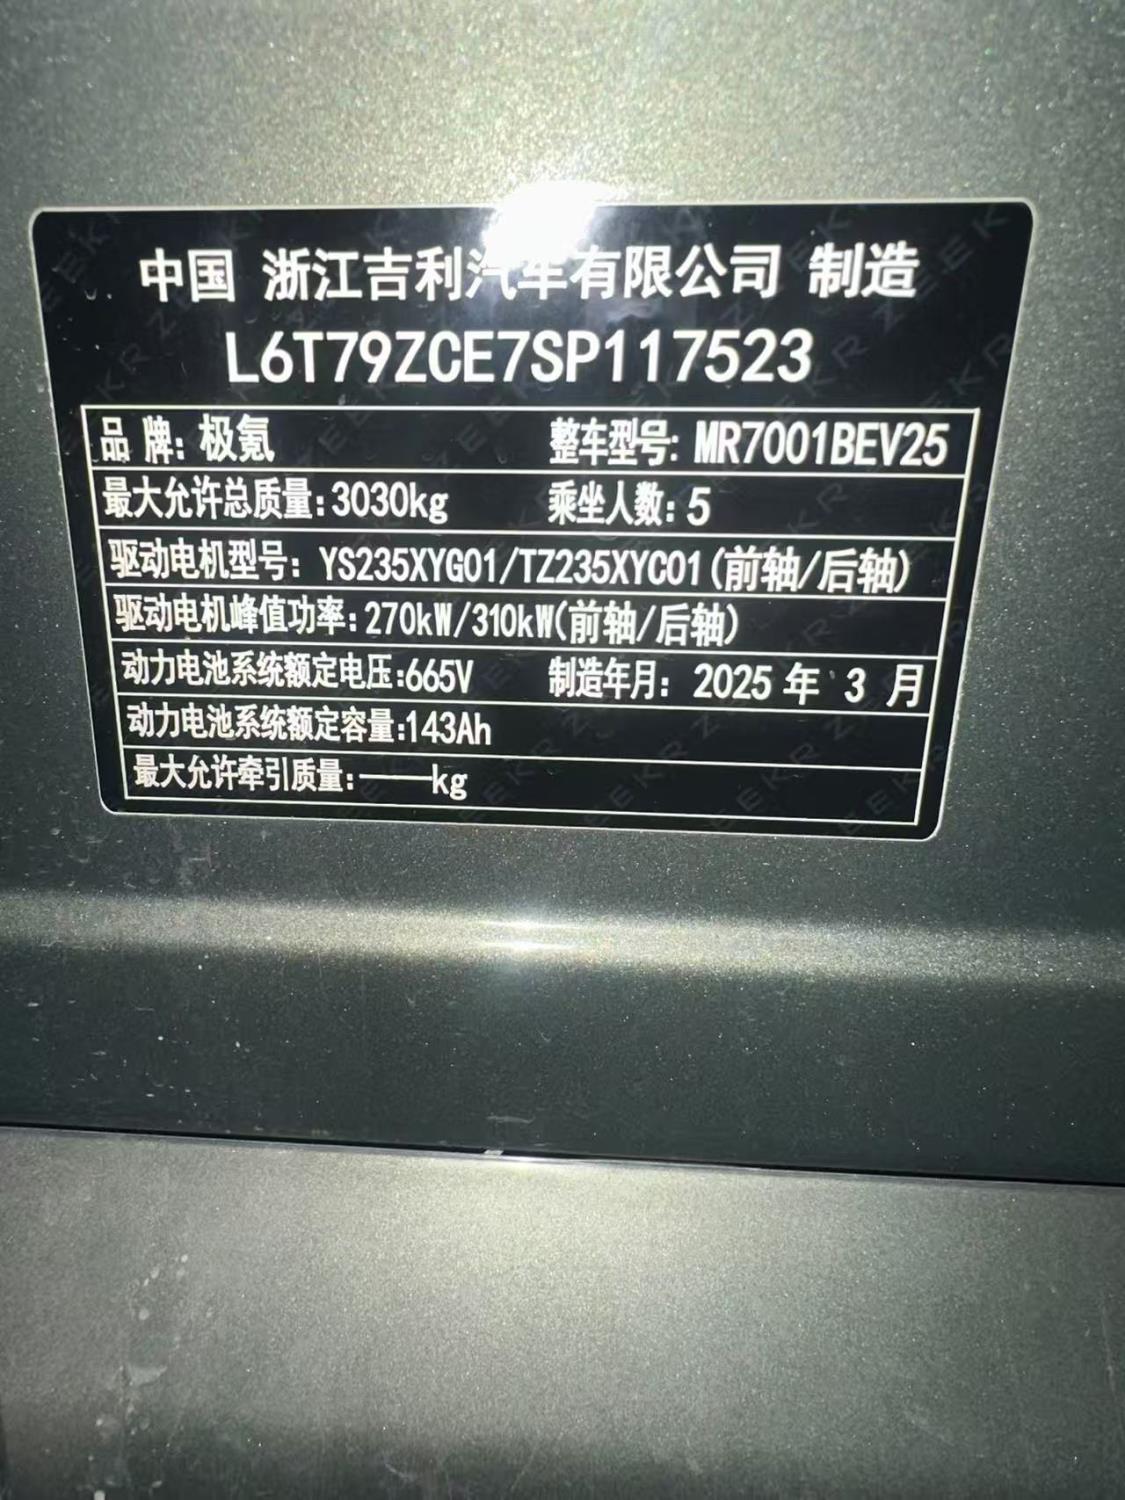 中国 浙江吉利汽车有限公司 制造
L6T79ZCE7SP117523
品 牌: 极氪 整车型号: MR7001BEV25
最大允许总质量:3030kg 乘坐人数: 5
驱动电机型号: YS235XYG01/TZ235XYC01(前轴/后轴)
驱动电机峰值功率:270kW/310kW(前轴/后轴)
动力电池系统额定电压:665V 制造年月: 2025 年 3 月
动力电池系统额定容量:143Ah
最大允许牵引质量:——kg